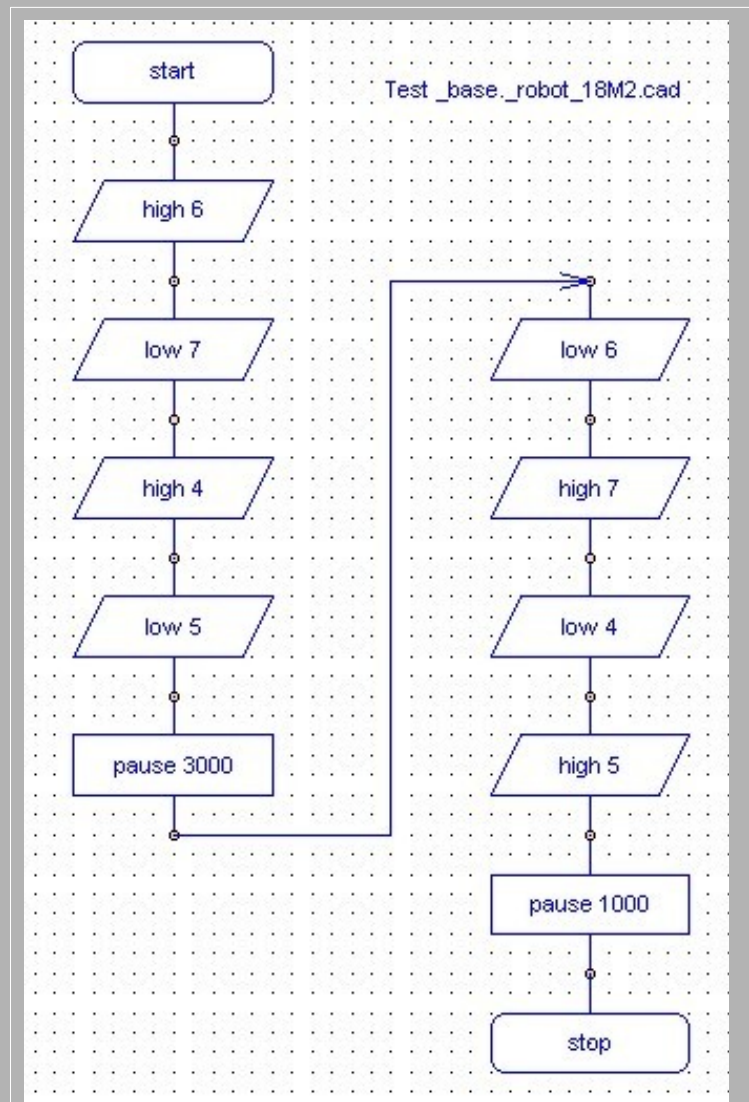 start
Test _base._robot_18M2.cad
high 6
low 7
high 4
low 5
pause 3000
low 6
high 7
low 4
high 5
pause 1000
stop